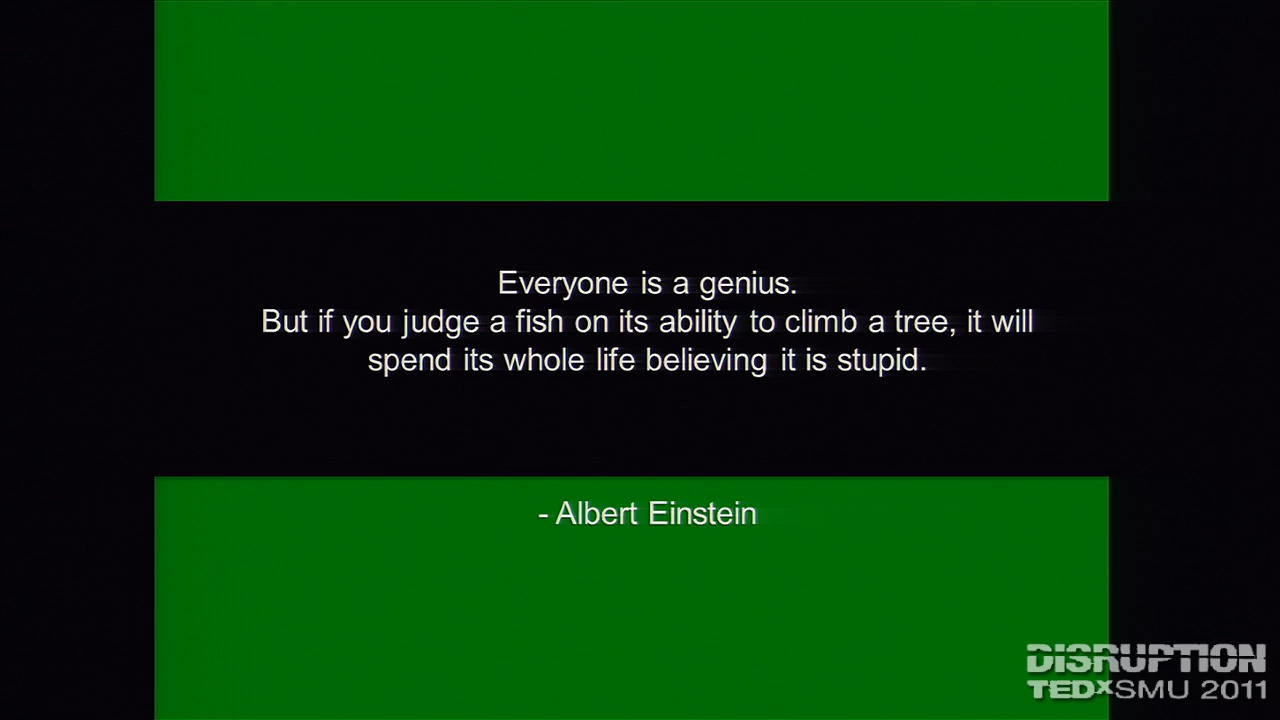 Everyone is a genius.
But if you judge a fish on its ability to climb a tree, it will
spend its whole life believing it is stupid.
- Albert Einstein
DISRUPTION
TEDxSMU 2011